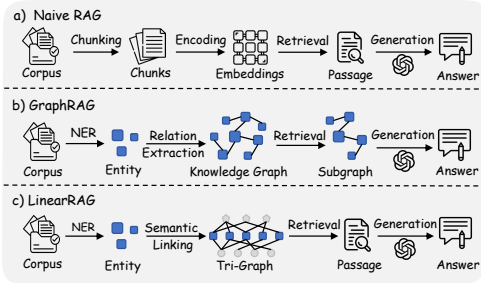 a) Naive RAG
Chunking Encoding Retrieval Generation
Corpus Chunks Embeddings Passage Answer
b) GraphRAG
NER Relation Extraction Retrieval Generation
Corpus Entity Knowledge Graph Subgraph Answer
c) LinearRAG
NER Semantic Linking Retrieval Generation
Corpus Entity Tri-Graph Passage Answer